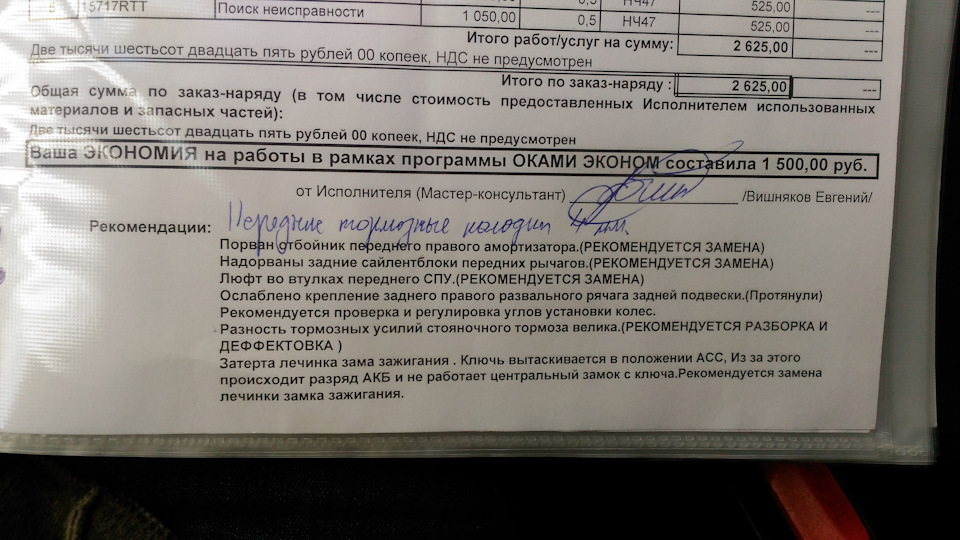 5 15717RTT Поиск неисправности 1 050,00 0,5 НЧ47 525,00 ---
525,00 ---
Итого работ/услуг на сумму: 2 625,00 ---
Две тысячи шестьсот двадцать пять рублей 00 копеек, НДС не предусмотрен
Итого по заказ-наряду : 2 625,00 ---
Общая сумма по заказ-наряду (в том числе стоимость предоставленных Исполнителем использованных
материалов и запасных частей):
Две тысячи шестьсот двадцать пять рублей 00 копеек, НДС не предусмотрен
Ваша ЭКОНОМИЯ на работы в рамках программы ОКАМИ ЭКОНОМ составила 1 500,00 руб.
от Исполнителя (Мастер-консультант) /Вишняков Евгений/
Рекомендации: Передние тормозные колодки 4 мм.
Порван отбойник переднего правого амортизатора.(РЕКОМЕНДУЕТСЯ ЗАМЕНА)
Надорваны задние сайлентблоки передних рычагов.(РЕКОМЕНДУЕТСЯ ЗАМЕНА)
Люфт во втулках переднего СПУ.(РЕКОМЕНДУЕТСЯ ЗАМЕНА)
Ослаблено крепление заднего правого развального рячага задней подвески.(Протянули)
Рекомендуется проверка и регулировка углов установки колес.
Разность тормозных усилий стояночного тормоза велика.(РЕКОМЕНДУЕТСЯ РАЗБОРКА И
ДЕФФЕКТОВКА )
Затерта лечинка зама зажигания . Ключь вытаскивается в положении АСС, Из за этого
происходит разряд АКБ и не работает центральный замок с ключа.Рекомендуется замена
лечинки замка зажигания.